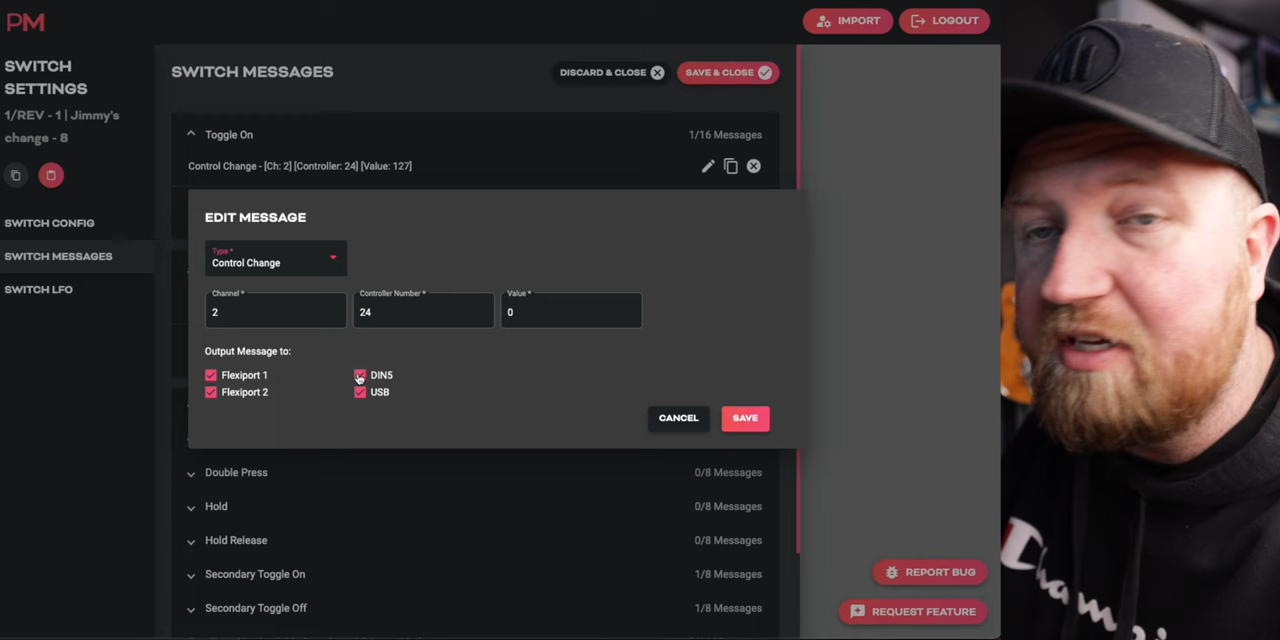 PM
IMPORT
LOGOUT
SWITCH
SETTINGS
1/REV - 1 | Jimmy's
change - 8
SWITCH CONFIG
SWITCH MESSAGES
SWITCH LFO
SWITCH MESSAGES
DISCARD & CLOSE
SAVE & CLOSE
Toggle On
1/16 Messages
Control Change - [Ch: 2] [Controller: 24] [Value: 127]
EDIT MESSAGE
Type *
Control Change
Channel *
2
Controller Number *
24
Value *
0
Output Message to:
Flexiport 1
DIN5
Flexiport 2
USB
CANCEL
SAVE
Double Press
0/8 Messages
Hold
0/8 Messages
Hold Release
0/8 Messages
Secondary Toggle On
1/8 Messages
Secondary Toggle Off
1/8 Messages
REPORT BUG
REQUEST FEATURE